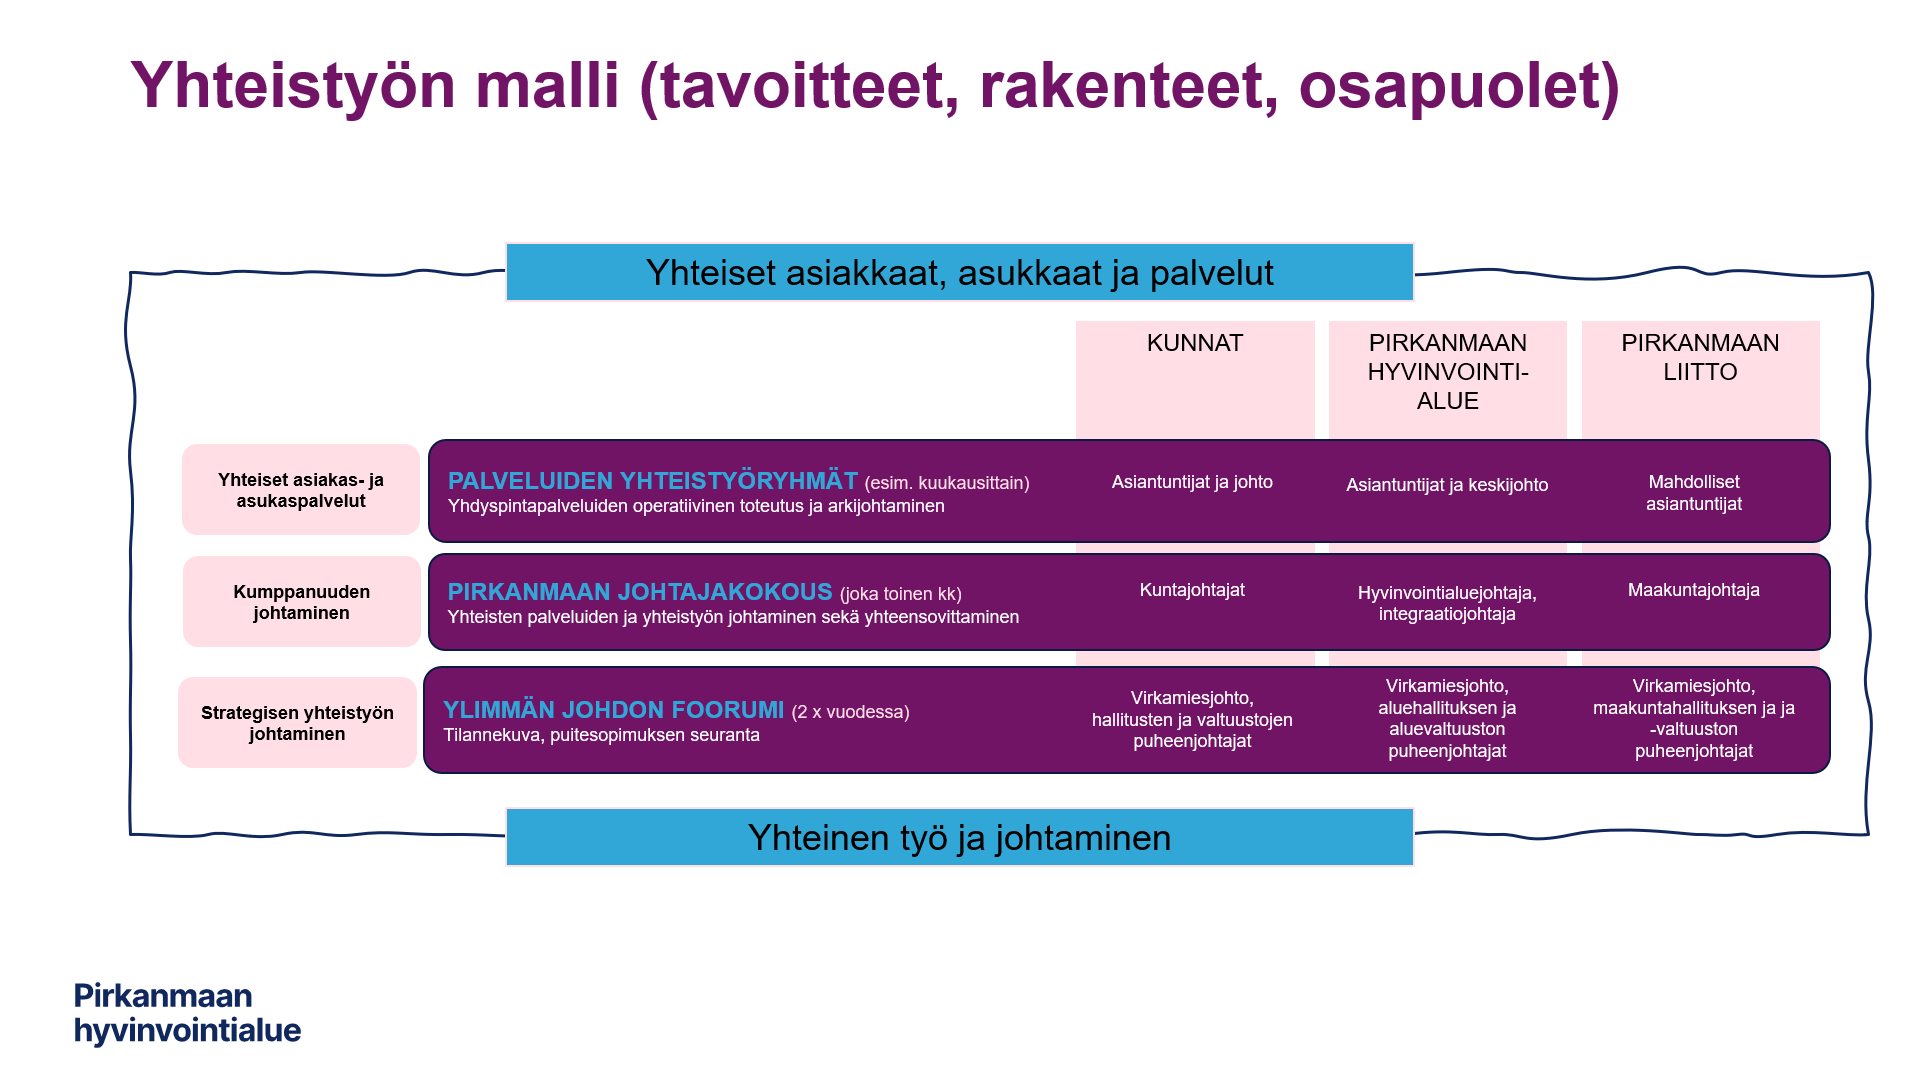 Yhteistyön malli (tavoitteet, rakenteet, osapuolet)
Yhteiset asiakkaat, asukkaat ja palvelut
KUNNAT
PIRKANMAAN
HYVINVOINTI-
ALUE
PIRKANMAAN
LIITTO
Yhteiset asiakas- ja
asukaspalvelut
PALVELUIDEN YHTEISTYÖRYHMÄT (esim. kuukausittain)
Yhdyspintapalveluiden operatiivinen toteutus ja arkijohtaminen
Asiantuntijat ja johto
Asiantuntijat ja keskijohto
Mahdolliset
asiantuntijat
Kumppanuuden
johtaminen
PIRKANMAAN JOHTAJAKOKOUS (joka toinen kk)
Yhteisten palveluiden ja yhteistyön johtaminen sekä yhteensovittaminen
Kuntajohtajat
Hyvinvointialuejohtaja,
integraatiojohtaja
Maakuntajohtaja
Strategisen yhteistyön
johtaminen
YLIMMÄN JOHDON FOORUMI (2 x vuodessa)
Tilannekuva, puitesopimuksen seuranta
Virkamiesjohto,
hallitusten ja valtuustojen
puheenjohtajat
Virkamiesjohto,
aluehallituksen ja
aluevaltuuston
puheenjohtajat
Virkamiesjohto,
maakuntahallituksen ja ja
-valtuuston
puheenjohtajat
Yhteinen työ ja johtaminen
Pirkanmaan
hyvinvointialue